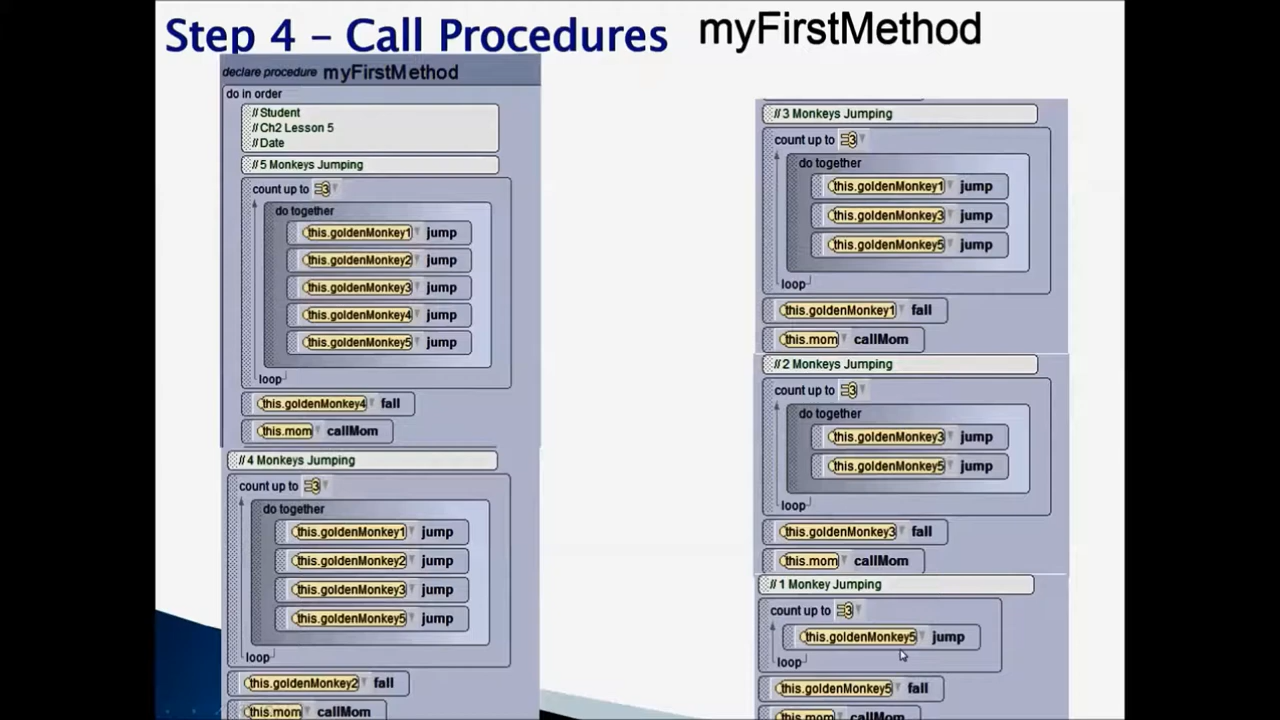 Step 4 – Call Procedures myFirstMethod
declare procedure myFirstMethod
do in order
//Student
//Ch2 Lesson 5
//Date
//5 Monkeys Jumping
count up to 3
do together
this.goldenMonkey1 jump
this.goldenMonkey2 jump
this.goldenMonkey3 jump
this.goldenMonkey4 jump
this.goldenMonkey5 jump
loop
this.goldenMonkey4 fall
this.mom callMom
//4 Monkeys Jumping
count up to 3
do together
this.goldenMonkey1 jump
this.goldenMonkey2 jump
this.goldenMonkey3 jump
this.goldenMonkey5 jump
loop
this.goldenMonkey2 fall
this.mom callMom
//3 Monkeys Jumping
count up to 3
do together
this.goldenMonkey1 jump
this.goldenMonkey3 jump
this.goldenMonkey5 jump
loop
this.goldenMonkey1 fall
this.mom callMom
//2 Monkeys Jumping
count up to 3
do together
this.goldenMonkey3 jump
this.goldenMonkey5 jump
loop
this.goldenMonkey3 fall
this.mom callMom
//1 Monkey Jumping
count up to 3
this.goldenMonkey5 jump
loop
this.goldenMonkey5 fall
this.mom callMom